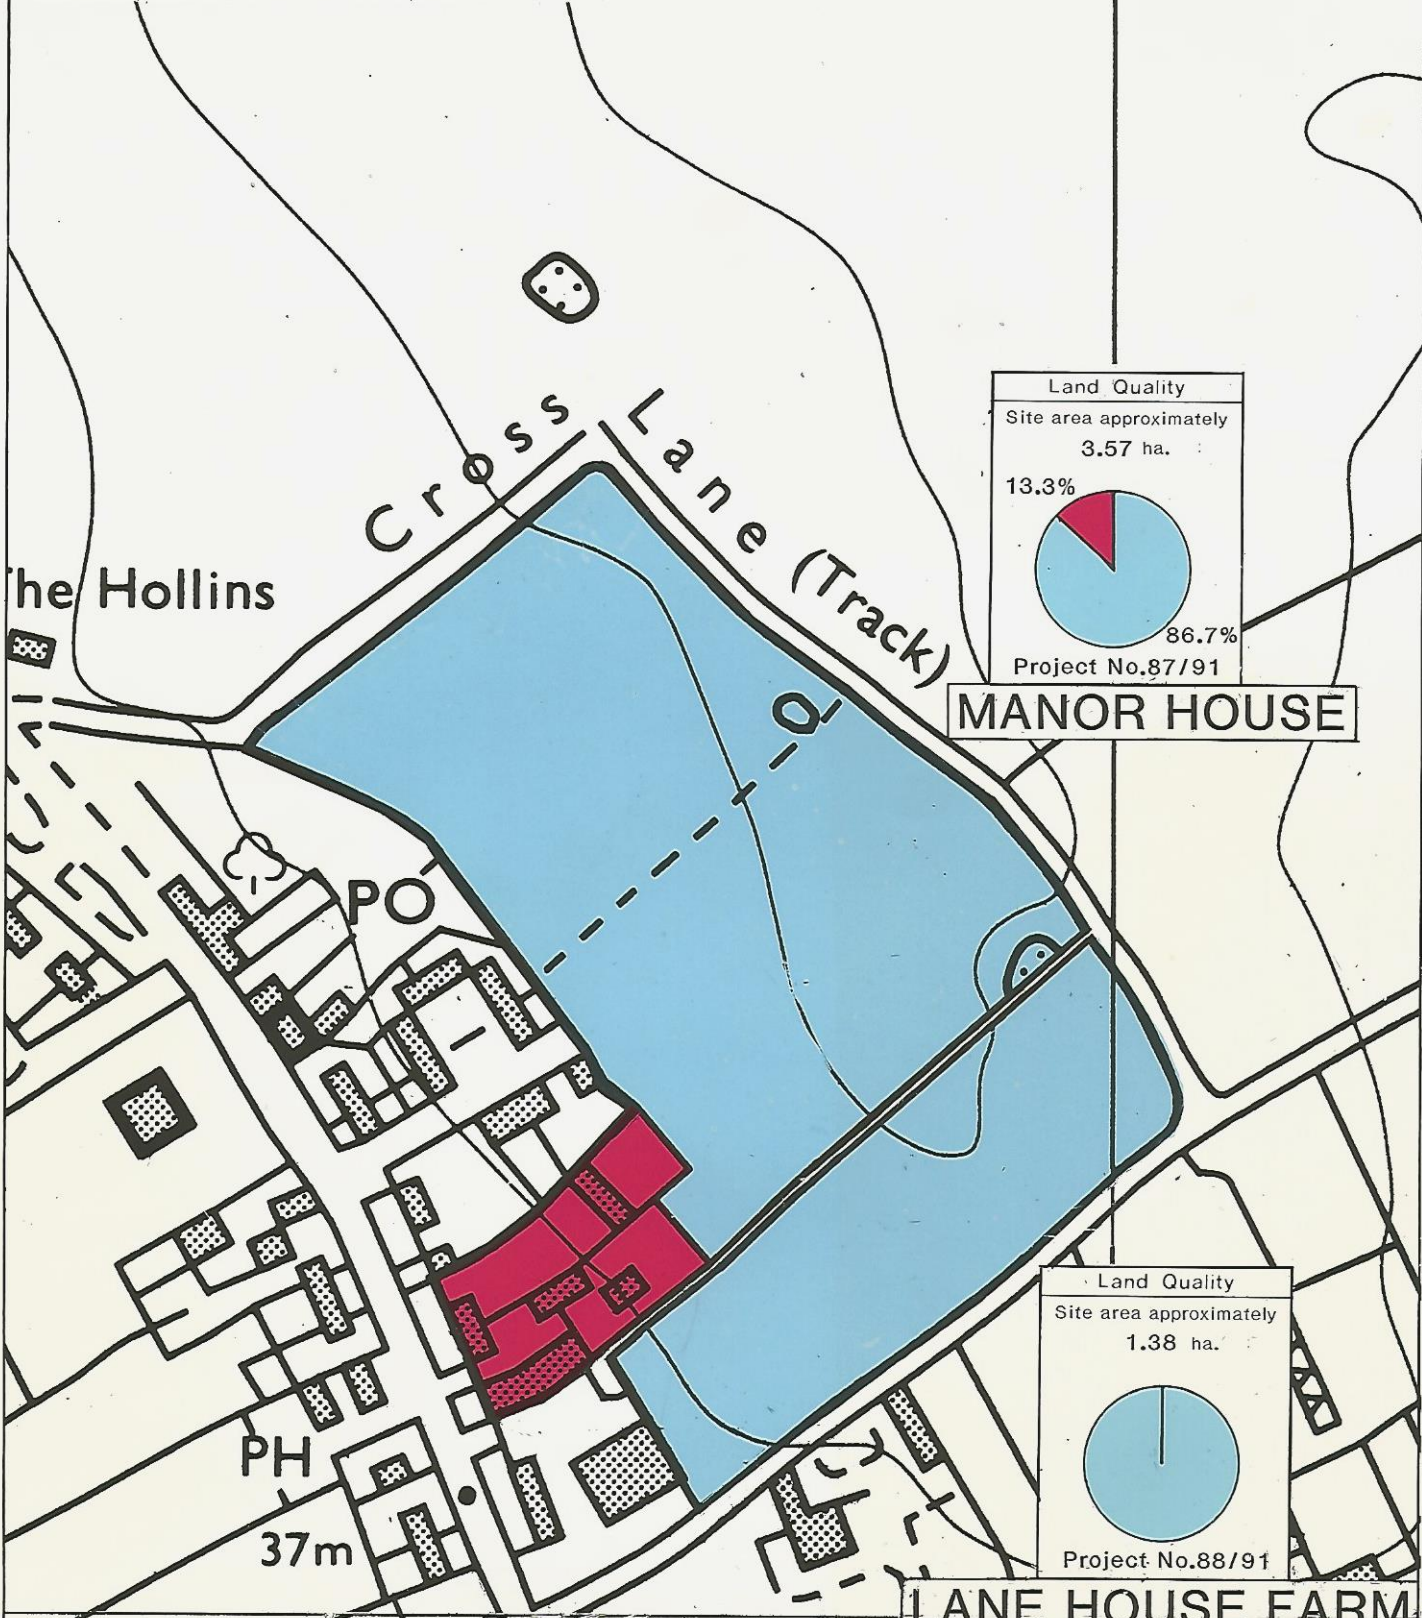 Cross Lane (Track)
Land Quality
Site area approximately
3.57 ha.
13.3%
86.7%
Project No.87/91
MANOR HOUSE
he Hollins
PO
Land Quality
Site area approximately
1.38 ha.
Project No.88/91
LANE HOUSE FARM
PH
37m